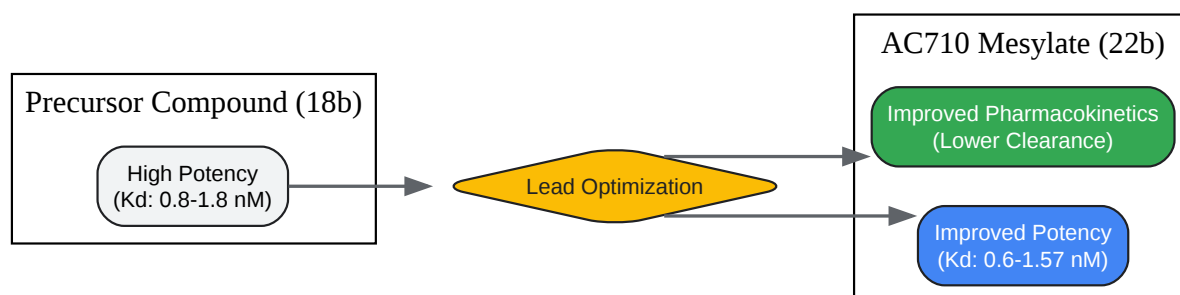 Precursor Compound (18b)
High Potency
(Kd: 0.8-1.8 nM)
Lead Optimization
AC710 Mesylate (22b)
Improved Pharmacokinetics
(Lower Clearance)
Improved Potency
(Kd: 0.6-1.57 nM)